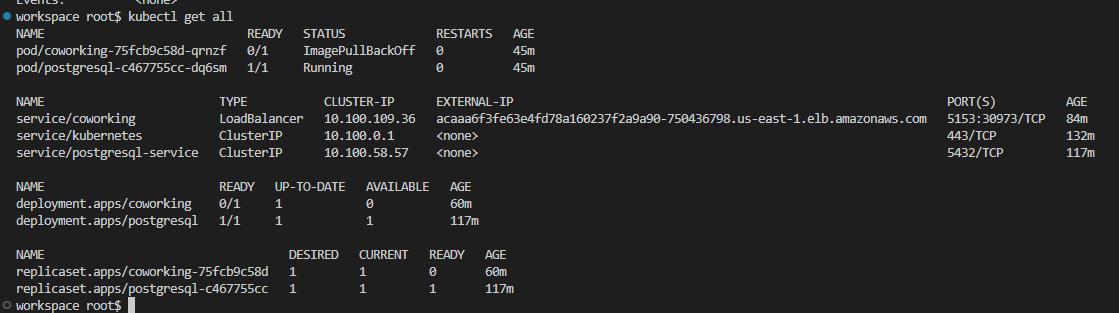 Events:          <none>
workspace root$ kubectl get all
NAME                             READY   STATUS             RESTARTS   AGE
pod/coworking-75fcb9c58d-qrnzf   0/1     ImagePullBackOff   0          45m
pod/postgresql-c467755cc-dq6sm   1/1     Running            0          45m
NAME                         TYPE           CLUSTER-IP      EXTERNAL-IP                                                               PORT(S)          AGE
service/coworking            LoadBalancer   10.100.109.36   acaaa6f3fe63e4fd78a160237f2a9a90-750436798.us-east-1.elb.amazonaws.com   5153:30973/TCP   84m
service/kubernetes           ClusterIP      10.100.0.1      <none>                                                                    443/TCP          132m
service/postgresql-service   ClusterIP      10.100.58.57    <none>                                                                    5432/TCP         117m
NAME                         READY   UP-TO-DATE   AVAILABLE   AGE
deployment.apps/coworking    0/1     1            0           60m
deployment.apps/postgresql   1/1     1            1           117m
NAME                                   DESIRED   CURRENT   READY   AGE
replicaset.apps/coworking-75fcb9c58d   1         1         0       60m
replicaset.apps/postgresql-c467755cc   1         1         1       117m
workspace root$